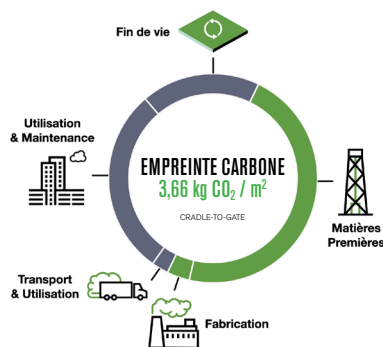 Fin de vie
Utilisation
& Maintenance
EMPREINTE CARBONE
3,66 kg CO₂ / m²
CRADLE-TO-GATE
Matières
Premières
Transport
& Utilisation
Fabrication